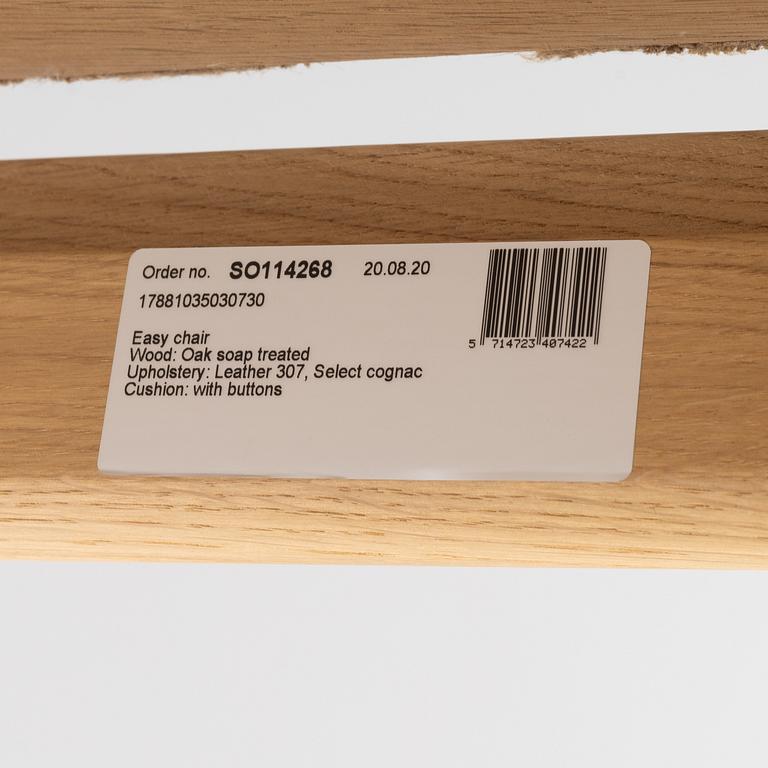 Order no. SO114268 20.08.20
17881035030730
Easy chair
Wood: Oak soap treated
Upholstery: Leather 307, Select cognac
Cushion: with buttons
5 714723 407422